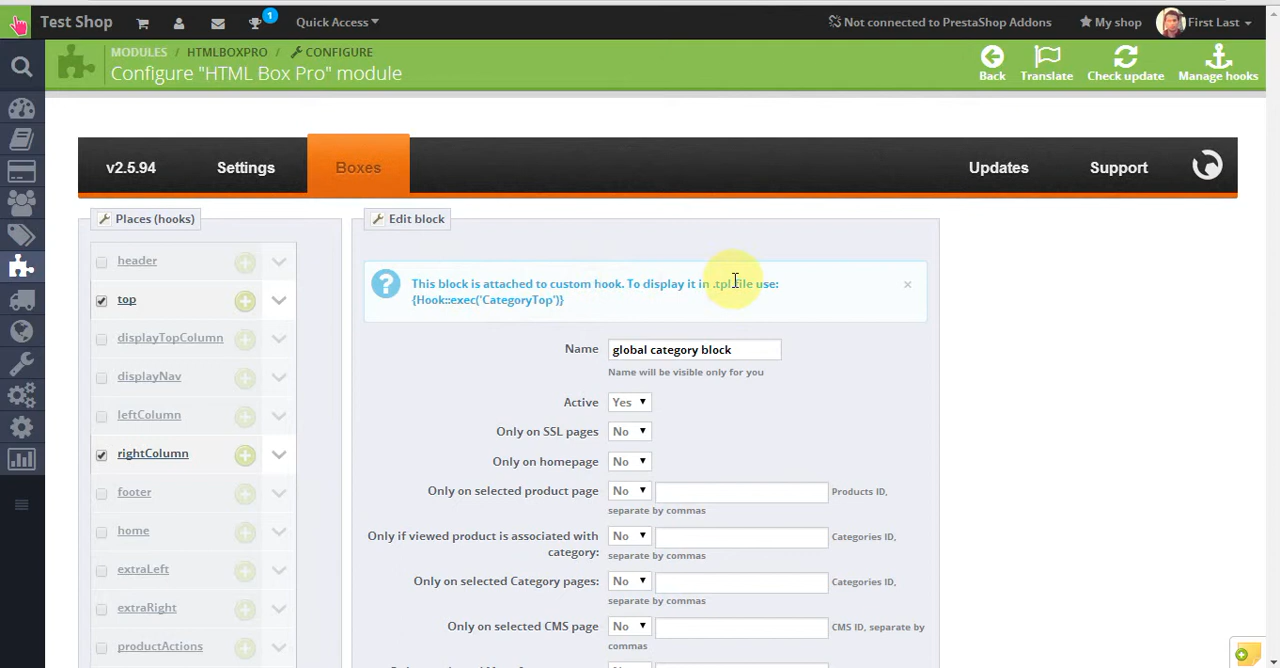 Test Shop
1
Quick Access
Not connected to PrestaShop Addons
My shop
First Last
MODULES / HTMLBOXPRO / CONFIGURE
Configure "HTML Box Pro" module
Back
Translate
Check update
Manage hooks
v2.5.94
Settings
Boxes
Updates
Support
Places (hooks)
header
top
displayTopColumn
displayNav
leftColumn
rightColumn
footer
home
extraLeft
extraRight
productActions
Edit block
This block is attached to custom hook. To display it in .tpl file use:
{Hook::exec('CategoryTop')}
×
Name
global category block
Name will be visible only for you
Active
Yes
Only on SSL pages
No
Only on homepage
No
Only on selected product page
No
Products ID,
separate by commas
Only if viewed product is associated with
category:
No
Categories ID,
separate by commas
Only on selected Category pages:
No
Categories ID,
separate by commas
Only on selected CMS page
No
CMS ID, separate by
commas